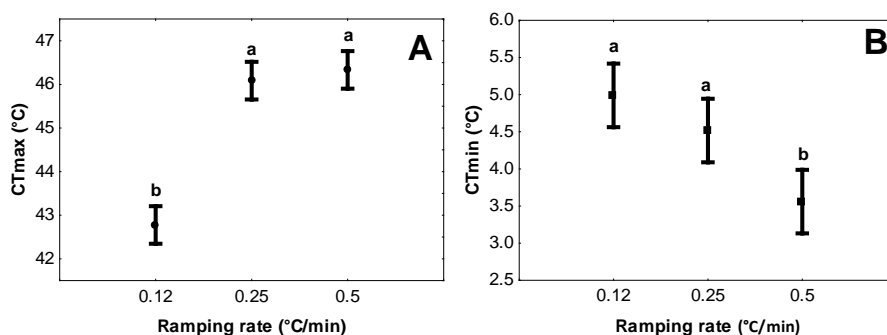 A
47
46
45
44
43
42
CTmax (°C)
b
a
a
0.12
0.25
0.5
Ramping rate (°C/min)
B
6.0
5.5
5.0
4.5
4.0
3.5
3.0
2.5
CTmin (°C)
a
a
b
0.12
0.25
0.5
Ramping rate (°C/min)